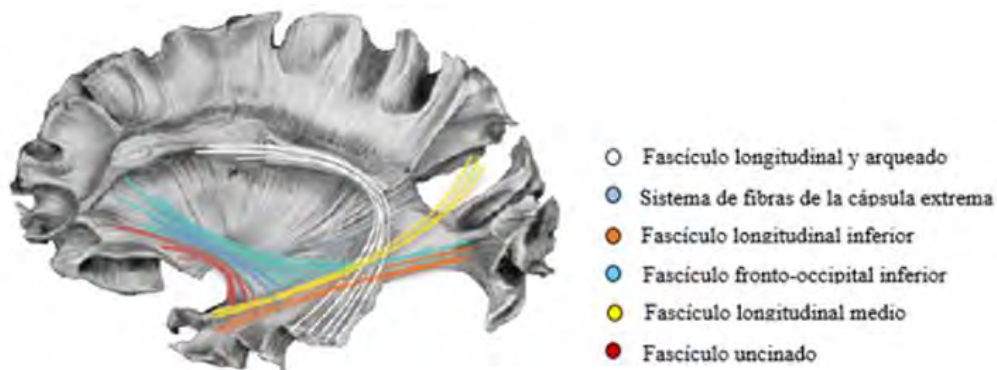 Fascículo longitudinal y arqueado
Sistema de fibras de la cápsula extrema
Fascículo longitudinal inferior
Fascículo fronto-occipital inferior
Fascículo longitudinal medio
Fascículo uncinado